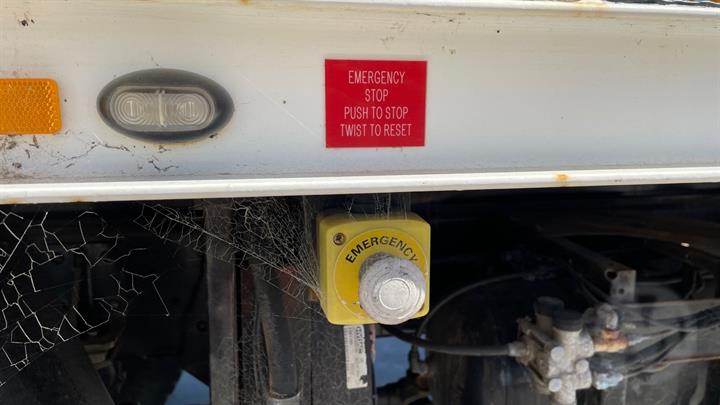 EMERGENCY
STOP
PUSH TO STOP
TWIST TO RESET
EMERGENCY